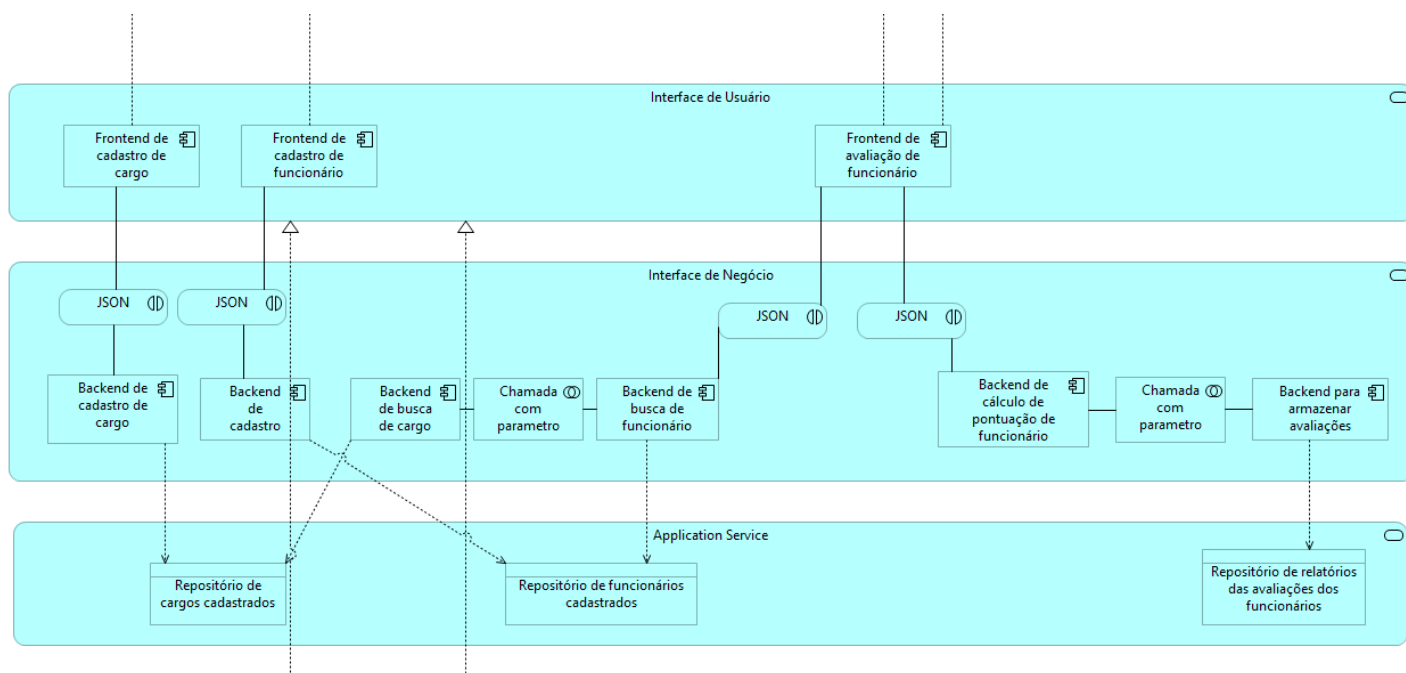 Interface de Usuário
Frontend de
cadastro de
cargo
Frontend de
cadastro de
funcionário
Frontend de
avaliação de
funcionário
Interface de Negócio
JSON
JSON
JSON
JSON
Backend de
cadastro de
cargo
Backend
de
cadastro
Backend
de busca
de cargo
Chamada
com
parametro
Backend de
busca de
funcionário
Backend de
cálculo de
pontuação de
funcionário
Chamada
com
parametro
Backend para
armazenar
avaliações
Application Service
Repositório de
cargos cadastrados
Repositório de funcionários
cadastrados
Repositório de relatórios
das avaliações dos
funcionários